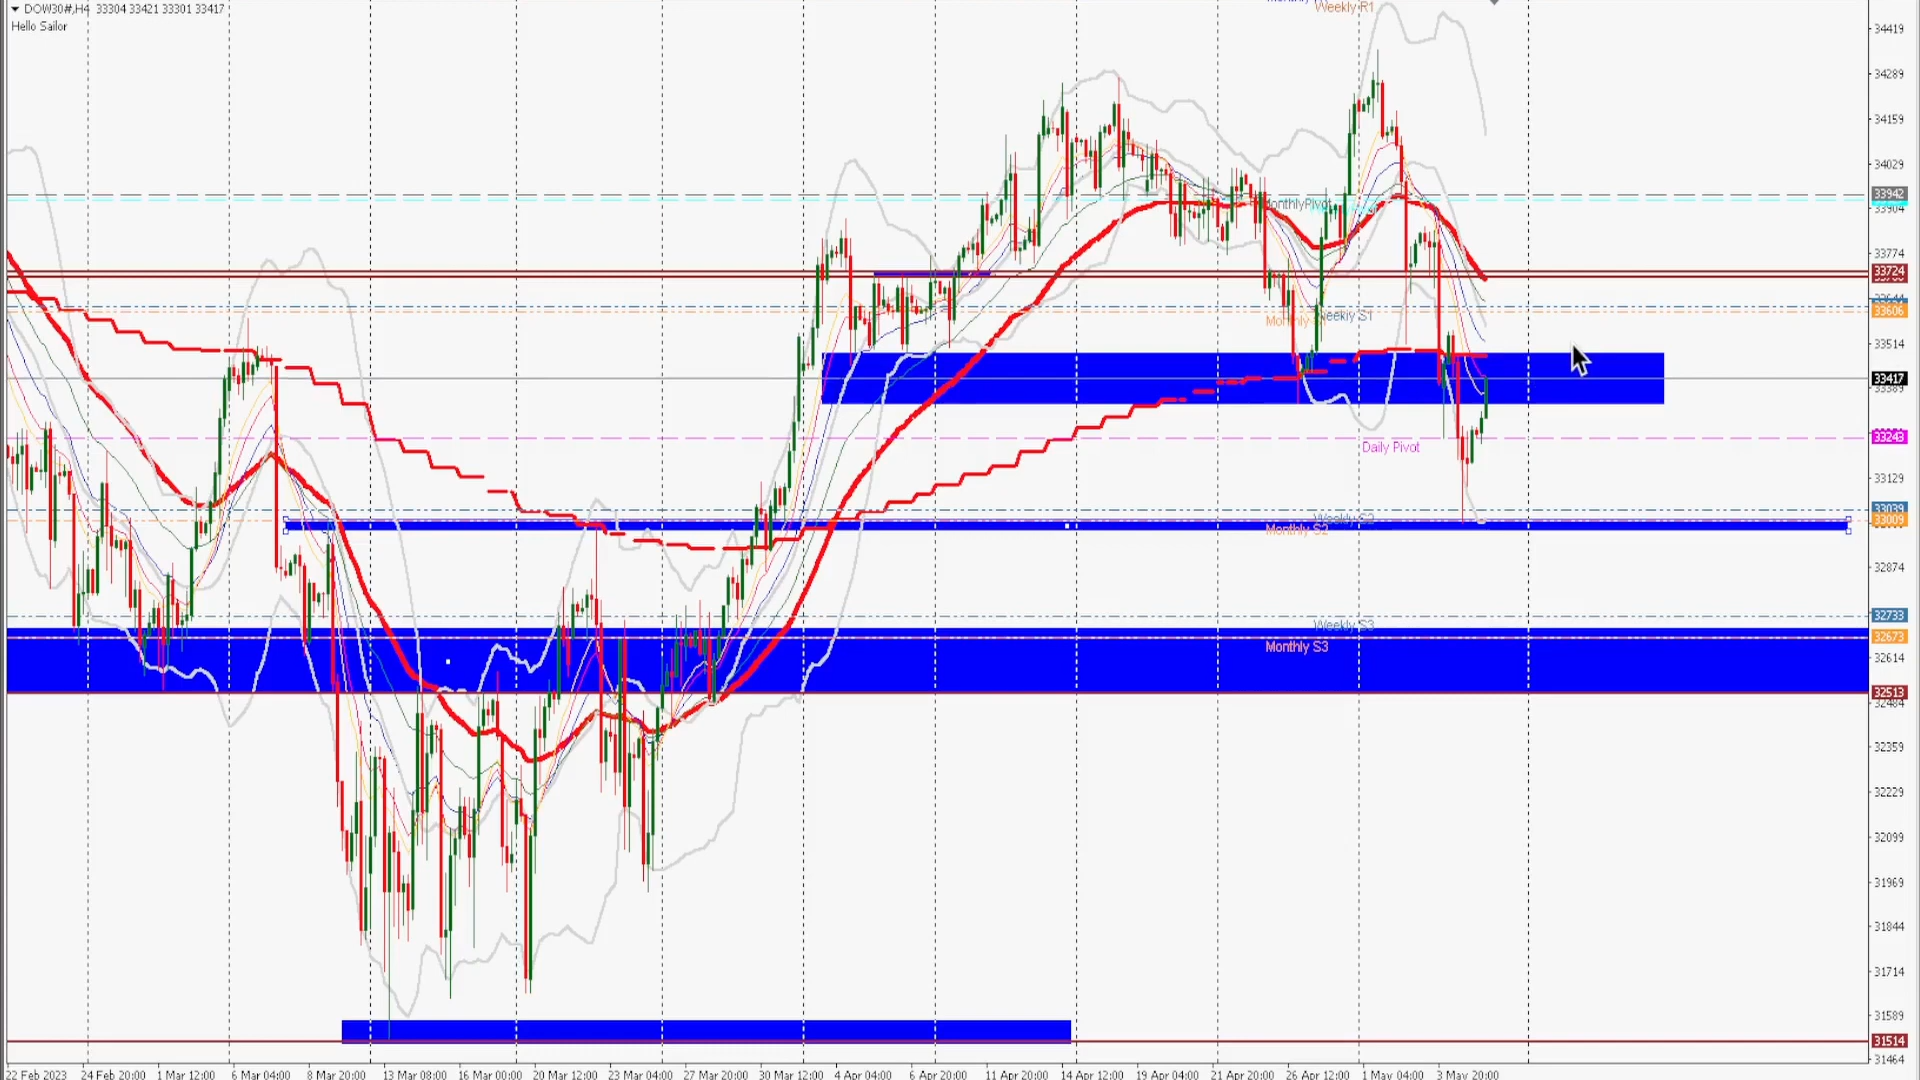 DOW30#,H4 33304 33421 33301 33417
Hello Sailor
Weekly R1
34419
34289
34159
34029
33942
33904
MonthlyPivot
33774
33724
33606
Weekly S1
33514
33417
33243
Daily Pivot
33129
33039
33009
Weekly S2
Monthly S2
32874
32733
Weekly S3
32673
Monthly S3
32614
32513
32484
32359
32229
32099
31969
31844
31714
31589
31514
31464
22 Feb 2023 24 Feb 20:00 1 Mar 12:00 6 Mar 04:00 8 Mar 20:00 13 Mar 08:00 16 Mar 00:00 20 Mar 12:00 23 Mar 04:00 27 Mar 20:00 30 Mar 12:00 4 Apr 04:00 6 Apr 20:00 11 Apr 20:00 14 Apr 12:00 19 Apr 04:00 21 Apr 20:00 26 Apr 12:00 1 May 04:00 3 May 20:00